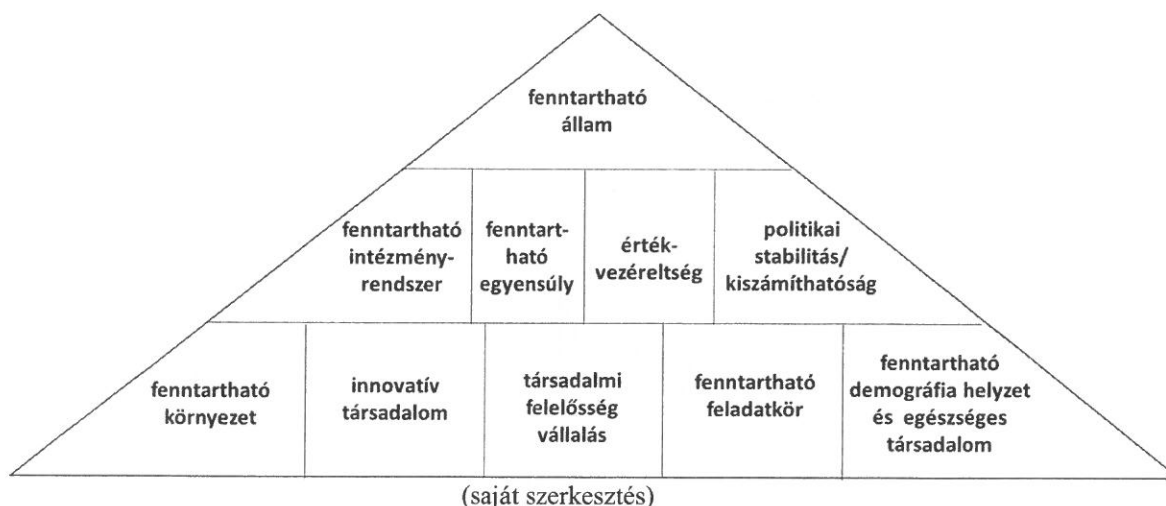 fenntartható
állam
fenntartható
intézmény-
rendszer
fenntart-
ható
egyensúly
érték-
vezéreltség
politikai
stabilitás/
kiszámíthatóság
fenntartható
környezet
innovatív
társadalom
társadalmi
felelősség
vállalás
fenntartható
feladatkör
fenntartható
demográfia helyzet
és egészséges
társadalom
(saját szerkesztés)